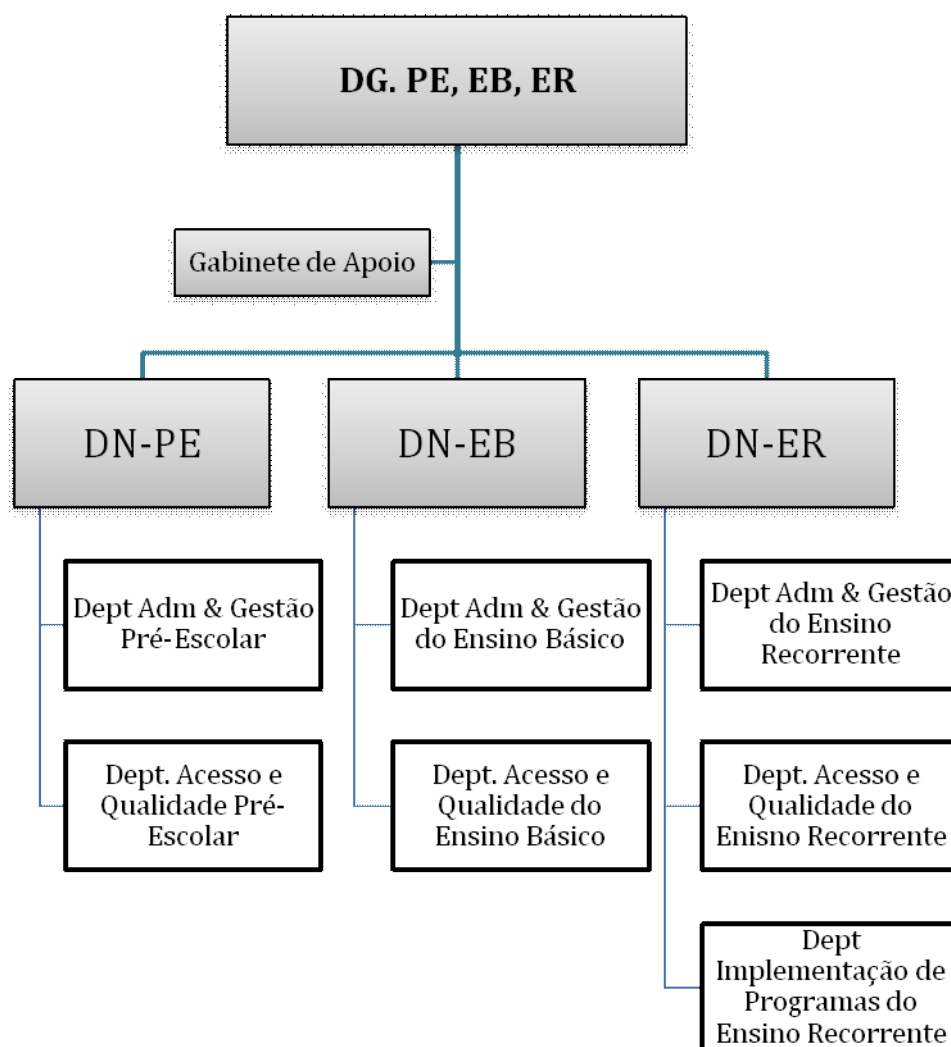 DG. PE, EB, ER
Gabinete de Apoio
DN-PE
DN-EB
DN-ER
Dept Adm & Gestão
Pré-Escolar
Dept. Acesso e
Qualidade Pré-
Escolar
Dept Adm & Gestão
do Ensino Básico
Dept. Acesso e
Qualidade do
Ensino Básico
Dept Adm & Gestão
do Ensino
Recorrente
Dept. Acesso e
Qualidade do
Enisno Recorrente
Dept
Implementação de
Programas do
Ensino Recorrente